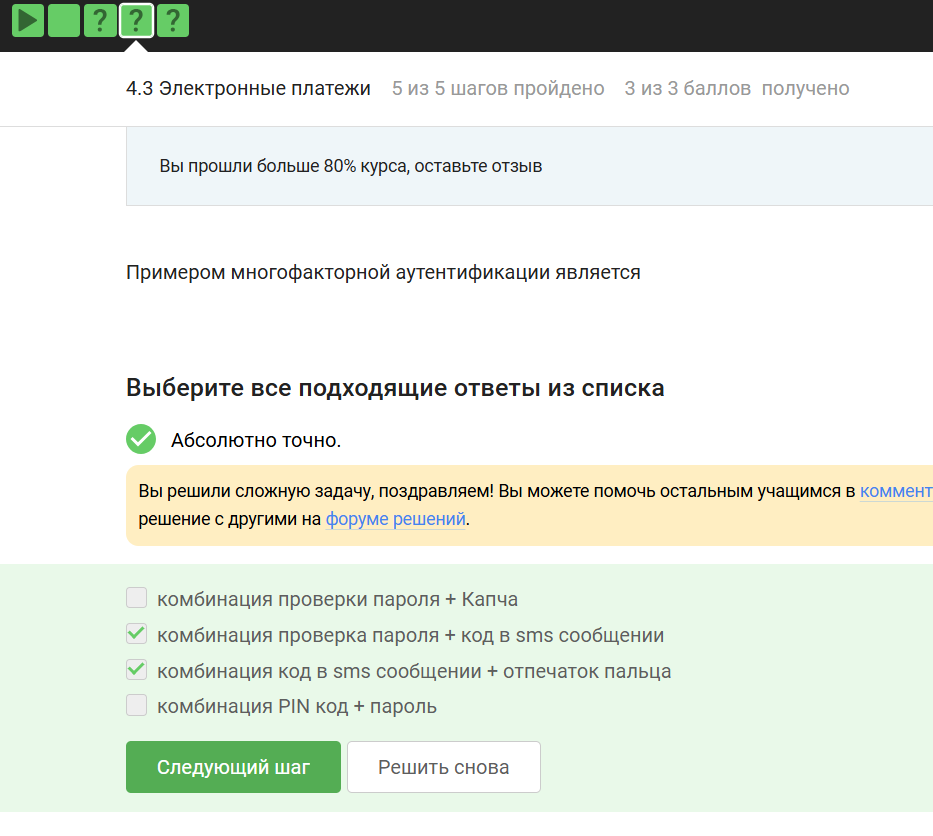 ? ? ?
4.3 Электронные платежи 5 из 5 шагов пройдено 3 из 3 баллов получено
Вы прошли больше 80% курса, оставьте отзыв
Примером многофакторной аутентификации является
Выберите все подходящие ответы из списка
Абсолютно точно.
Вы решили сложную задачу, поздравляем! Вы можете помочь остальным учащимся в коммент
решение с другими на форуме решений.
комбинация проверки пароля + Капча
комбинация проверка пароля + код в sms сообщении
комбинация код в sms сообщении + отпечаток пальца
комбинация PIN код + пароль
Следующий шаг Решить снова